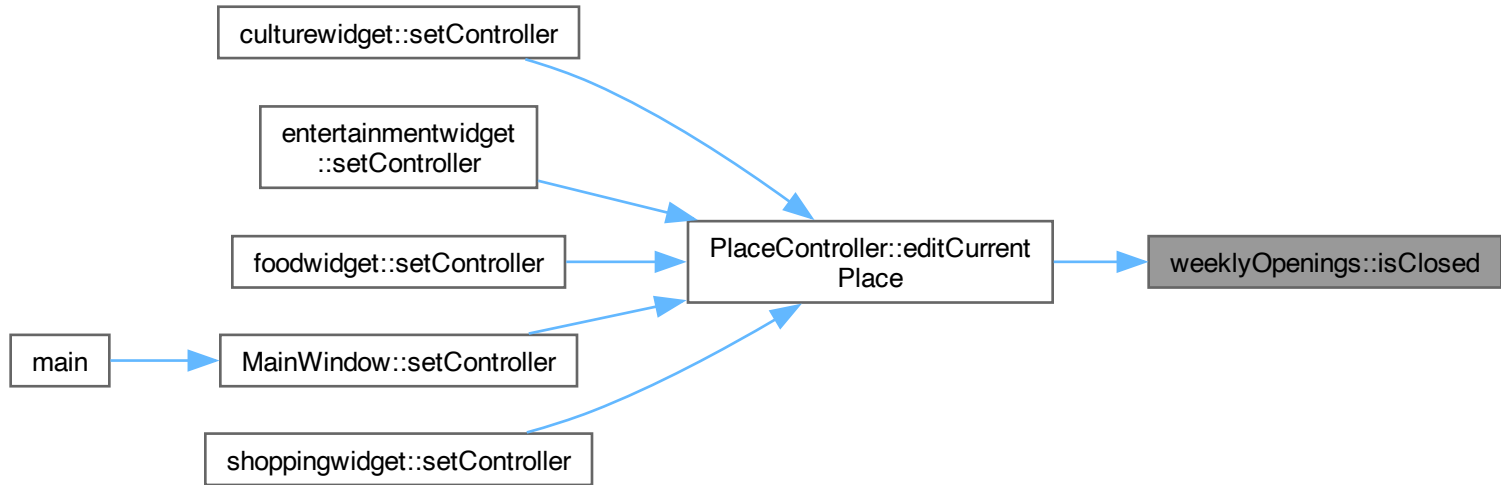 culturewidget::setController
entertainmentwidget
::setController
foodwidget::setController
main
MainWindow::setController
shoppingwidget::setController
PlaceController::editCurrent
Place
weeklyOpenings::isClosed